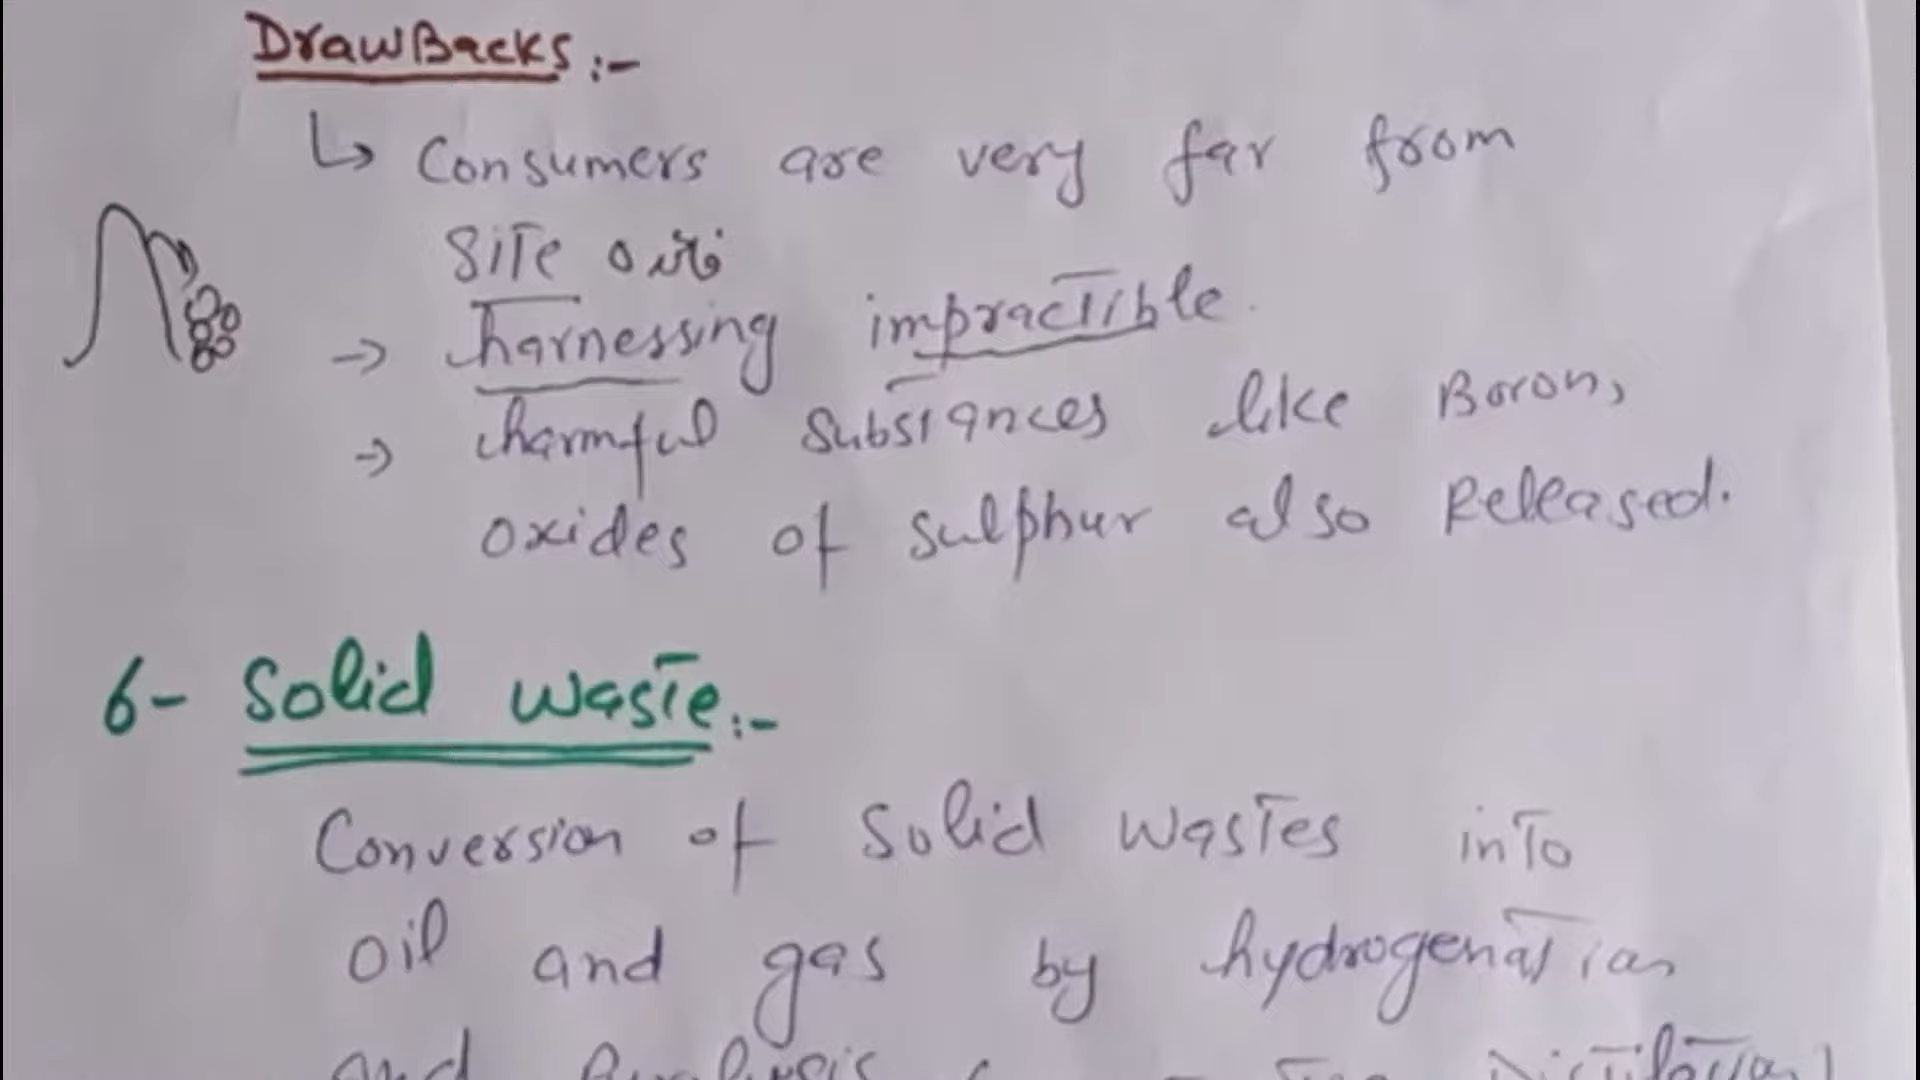 DrawBacks :-
↳ Consumers are very far from
site
→ harnessing impractible.
→ harmful substances like Boron,
oxides of sulphur also Released.
6- Solid waste :-
Conversion of Solid wastes into
oil and gas by hydrogenation
and